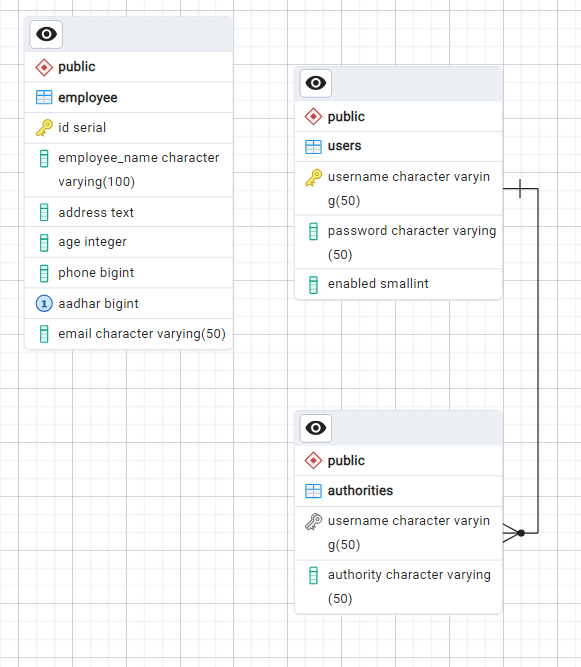 public
employee
id serial
employee_name character
varying(100)
address text
age integer
phone bigint
1 aadhar bigint
email character varying(50)
public
users
username character varyin
g(50)
password character varying
(50)
enabled smallint
public
authorities
username character varyin
g(50)
authority character varying
(50)